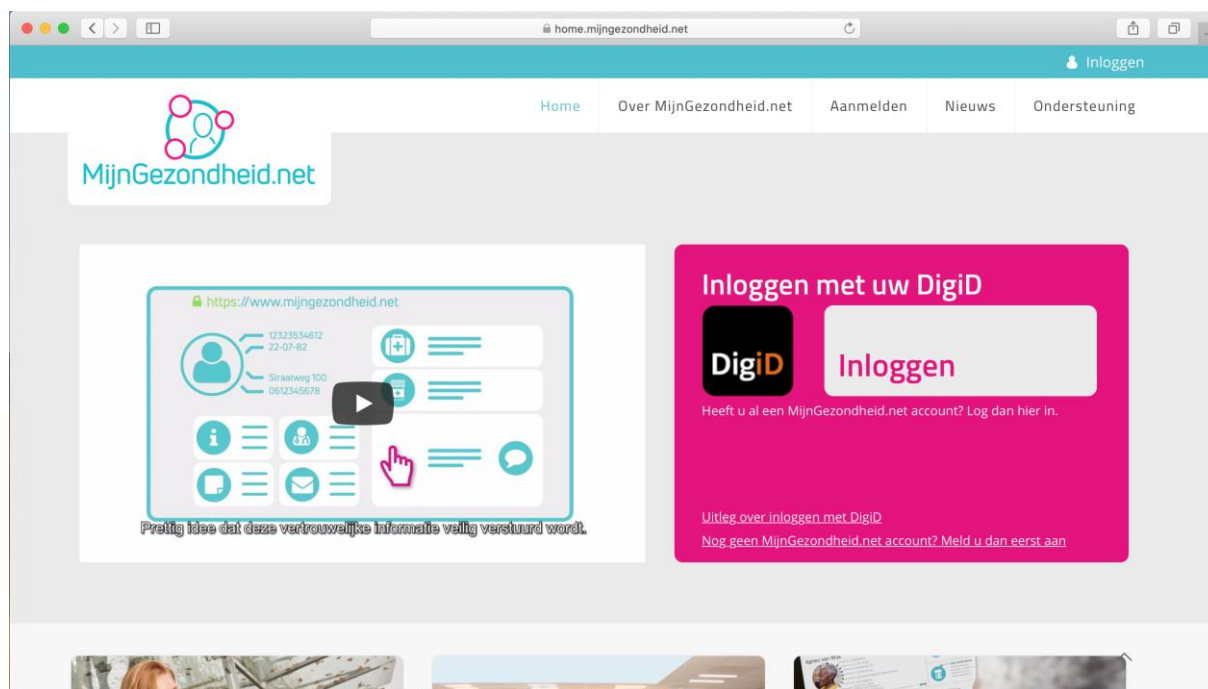 home.mijngezondheid.net
Inloggen
Home
Over MijnGezondheid.net
Aanmelden
Nieuws
Ondersteuning
MijnGezondheid.net
https://www.mijngezondheid.net
12323534612
22-07-82
Straatweg 100
0612345678
Prettig idee dat deze vertrouwelijke informatie veilig verstuurd wordt.
Inloggen met uw DigiD
DigiD
Inloggen
Heeft u al een MijnGezondheid.net account? Log dan hier in.
Uitleg over inloggen met DigiD
Nog geen MijnGezondheid.net account? Meld u dan eerst aan